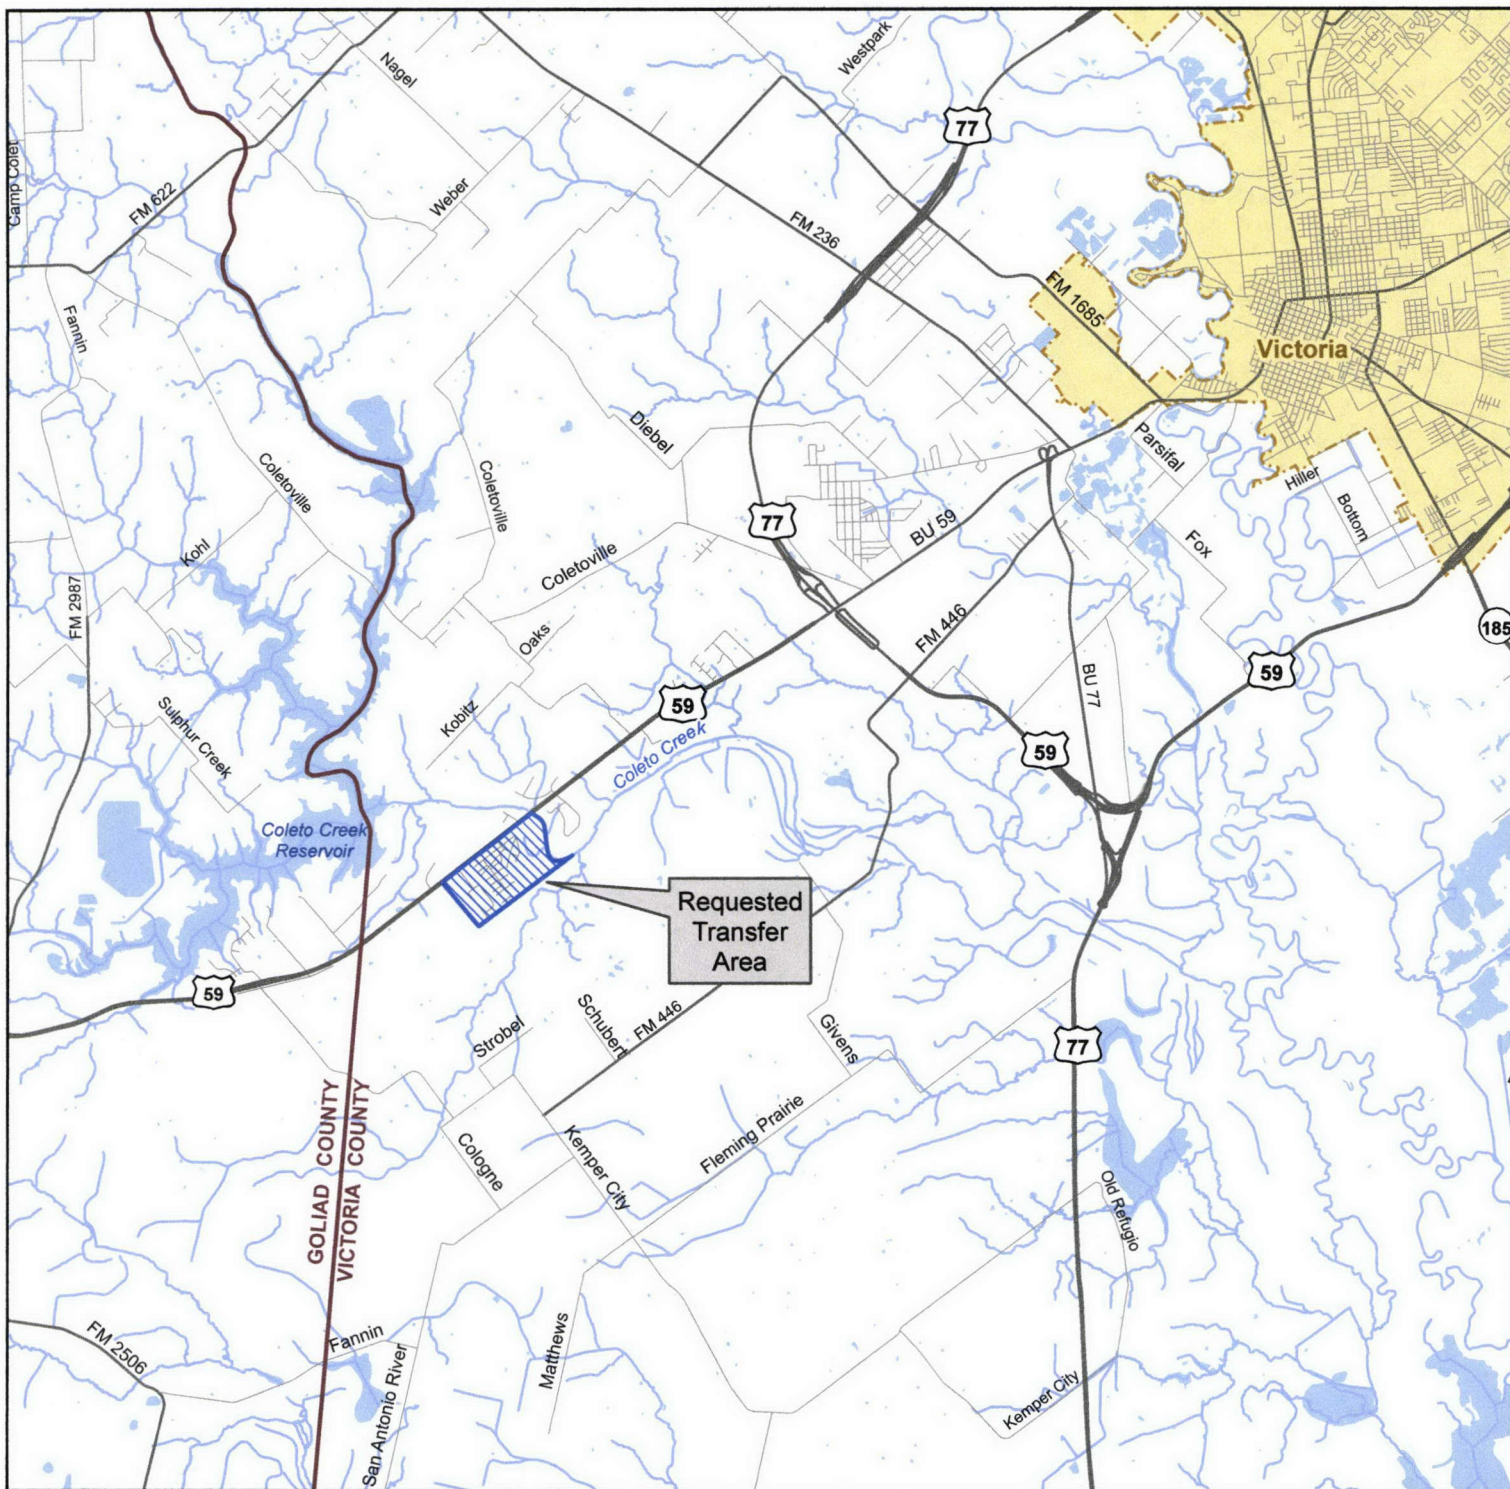 Westpark
Nagel
77
Camp Colet
Weber
FM 622
FM 236
FM 1685
Fannin
Victoria
Diebel
Parsifal
Coletoville
Coletoville
Hiller
Bottom
77
BU 59
Fox
Kohl
Coletoville
FM 2987
FM 446
185
Oaks
59
BU 77
59
Kobitz
Sulphur Creek
Coleto Creek
59
Coleto Creek
Reservoir
Requested
Transfer
Area
59
Schubert
FM 446
Strobel
Givens
77
GOLIAD COUNTY
VICTORIA COUNTY
Cologne
Kemper City
Fleming Prairie
Old Refugio
FM 2506
Fannin
San Antonio River
Matthews
Kemper City